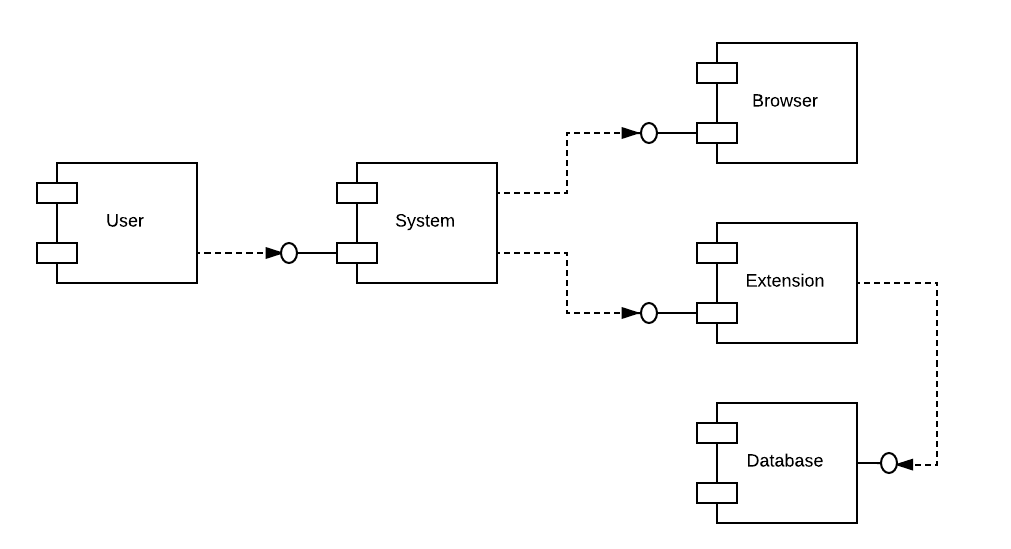 Browser
User
System
Extension
Database